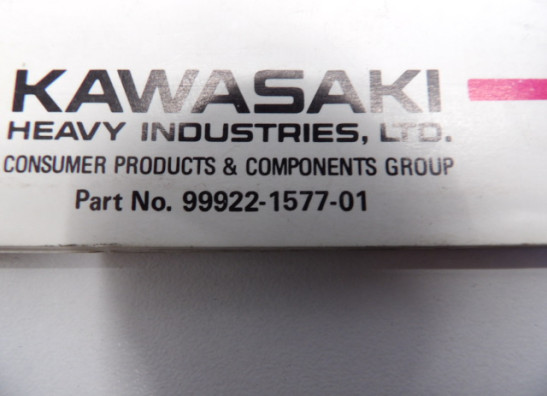 KAWASAKI
HEAVY INDUSTRIES, LTD.
CONSUMER PRODUCTS & COMPONENTS GROUP
Part No. 99922-1577-01